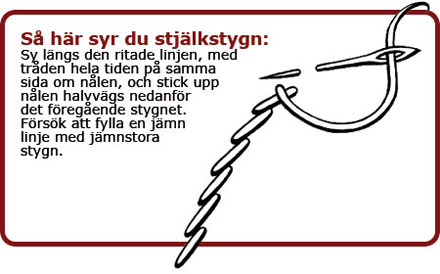 Så här syr du stjälkstygn:
Sy längs den ritade linjen, med
tråden hela tiden på samma
sida om nålen, och stick upp
nålen halvvägs nedanför
det föregående stygnet.
Försök att fylla en jämn
linje med jämnstora
stygn.